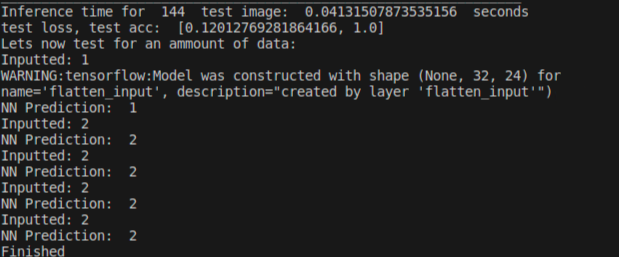 Inference time for  144  test image:  0.04131507873535156  seconds
test loss, test acc:  [0.12012769281864166, 1.0]
Lets now test for an ammount of data:
Inputted: 1
WARNING:tensorflow:Model was constructed with shape (None, 32, 24) for
name='flatten_input', description="created by layer 'flatten_input'")
NN Prediction:  1
Inputted: 2
NN Prediction:  2
Inputted: 2
NN Prediction:  2
Inputted: 2
NN Prediction:  2
Inputted: 2
NN Prediction:  2
Finished